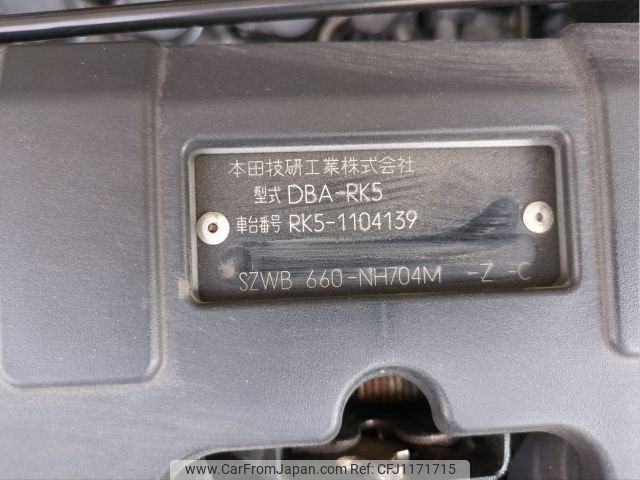 本田技研工業株式会社
型式 DBA-RK5
車台番号 RK5-1104139
SZWB 660-NH704M -Z -C
www.CarFromJapan.com Ref-No CFJ1171715